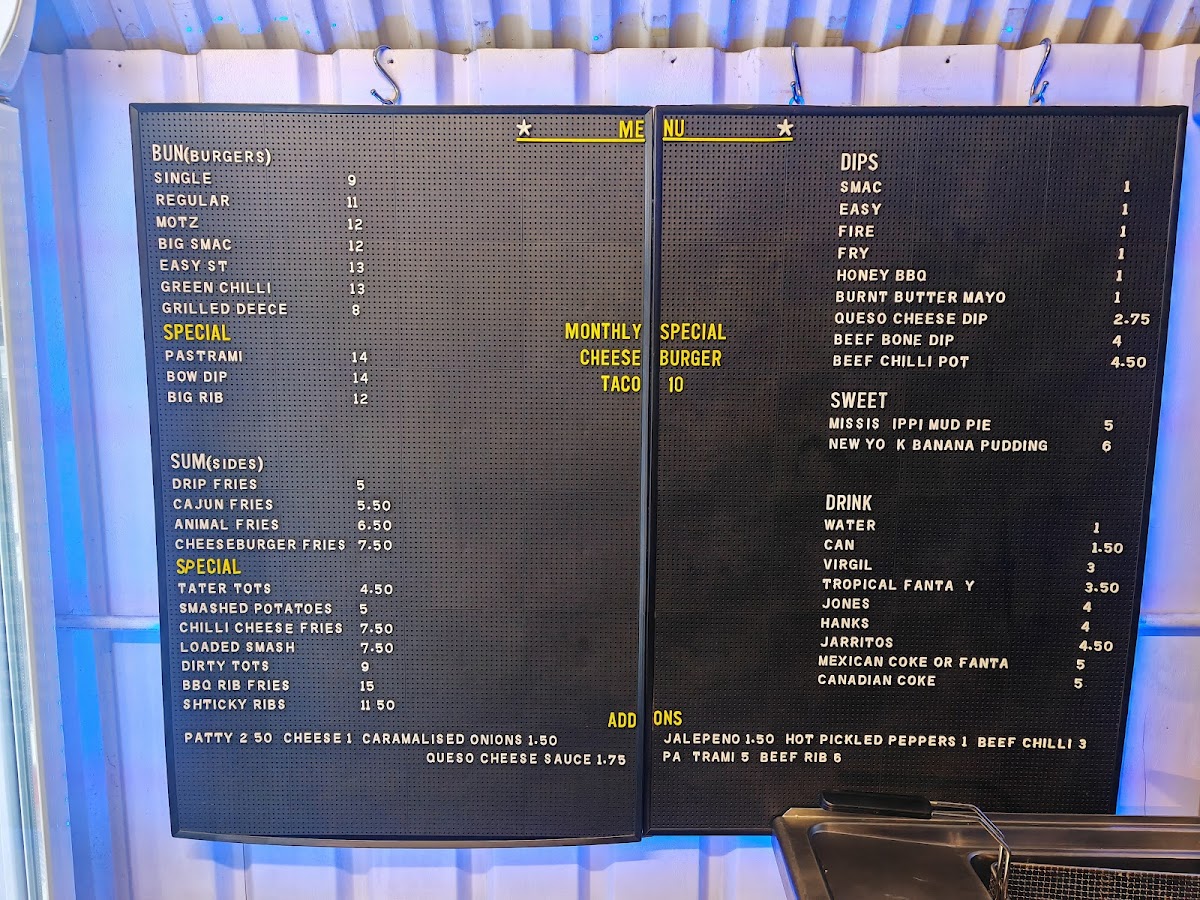 ★ MENU ★
BUN(BURGERS)
SINGLE 9
REGULAR 11
MOTZ 12
BIG SMAC 12
EASY ST 13
GREEN CHILLI 13
GRILLED DEECE 8
SPECIAL
PASTRAMI 14
BOW DIP 14
BIG RIB 12
SUM(SIDES)
DRIP FRIES 5
CAJUN FRIES 5.50
ANIMAL FRIES 6.50
CHEESEBURGER FRIES 7.50
SPECIAL
TATER TOTS 4.50
SMASHED POTATOES 5
CHILLI CHEESE FRIES 7.50
LOADED SMASH 7.50
DIRTY TOTS 9
BBQ RIB FRIES 15
SHTICKY RIBS 11 50
MONTHLY SPECIAL
CHEESE BURGER
TACO 10
DIPS
SMAC 1
EASY 1
FIRE 1
FRY 1
HONEY BBQ 1
BURNT BUTTER MAYO 1
QUESO CHEESE DIP 2.75
BEEF BONE DIP 4
BEEF CHILLI POT 4.50
SWEET
MISSIS IPPI MUD PIE 5
NEW YO K BANANA PUDDING 6
DRINK
WATER 1
CAN 1.50
VIRGIL 3
TROPICAL FANTA Y 3.50
JONES 4
HANKS 4
JARRITOS 4.50
MEXICAN COKE OR FANTA 5
CANADIAN COKE 5
ADD ONS
PATTY 2 50 CHEESE 1 CARAMALISED ONIONS 1.50 JALEPENO 1.50 HOT PICKLED PEPPERS 1 BEEF CHILLI 3
QUESO CHEESE SAUCE 1.75 PA TRAMI 5 BEEF RIB 6